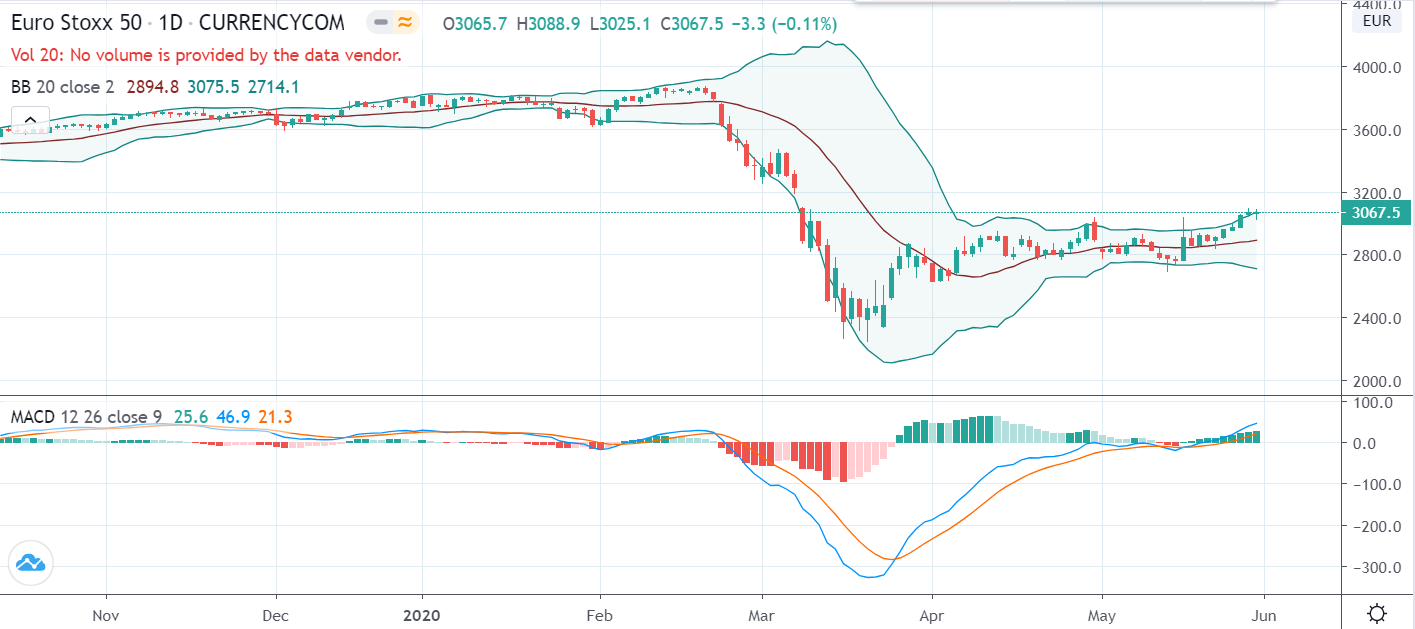 Euro Stoxx 50 · 1D · CURRENCYCOM
O3065.7 H3088.9 L3025.1 C3067.5 −3.3 (−0.11%)
4400.0
EUR
Vol 20: No volume is provided by the data vendor.
4000.0
BB 20 close 2 2894.8 3075.5 2714.1
3600.0
3200.0
3067.5
2800.0
2400.0
2000.0
MACD 12 26 close 9 25.6 46.9 21.3
100.0
0.0
−100.0
−200.0
−300.0
Nov Dec 2020 Feb Mar Apr May Jun